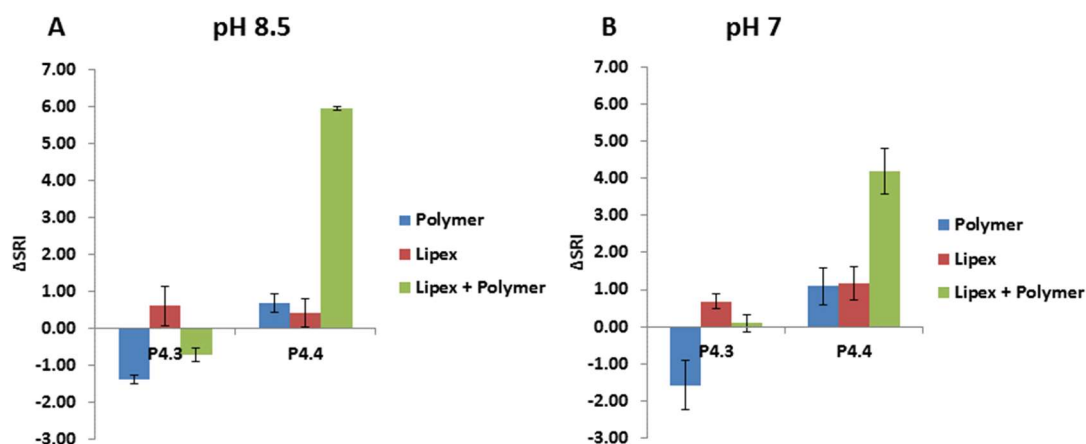 A pH 8.5
7.00
6.00
5.00
4.00
3.00
2.00
1.00
0.00
-1.00
-2.00
-3.00
ΔSRI
P4.3 P4.4
Polymer
Lipex
Lipex + Polymer
B pH 7
7.00
6.00
5.00
4.00
3.00
2.00
1.00
0.00
-1.00
-2.00
-3.00
ΔSRI
P4.3 P4.4
Polymer
Lipex
Lipex + Polymer